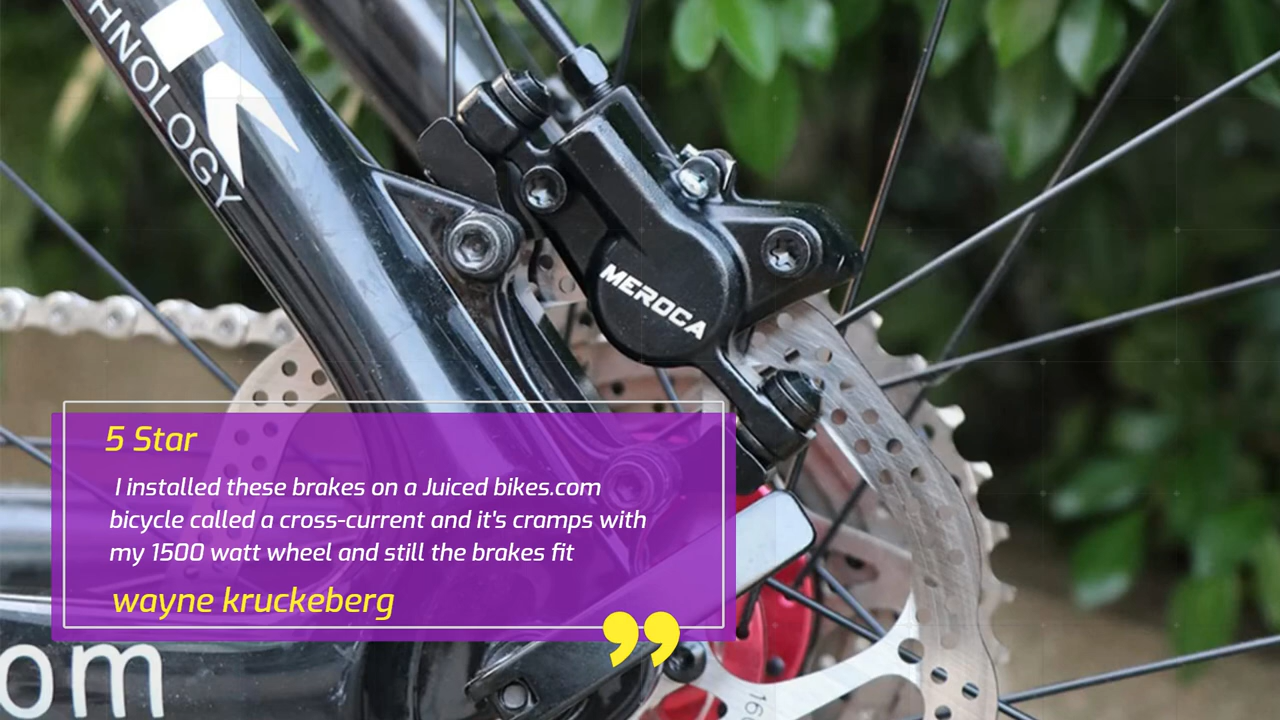 HNOLOGY
MEROCA
5 Star
I installed these brakes on a Juiced bikes.com
bicycle called a cross-current and it's cramps with
my 1500 watt wheel and still the brakes fit
wayne kruckeberg
”
om
160